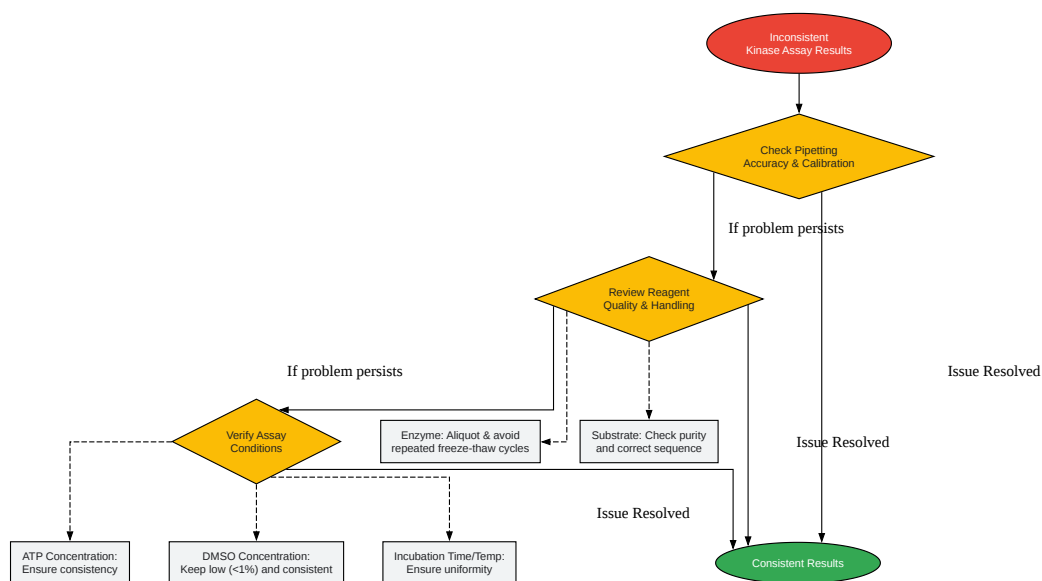 Inconsistent
Kinase Assay Results
Check Pipetting
Accuracy & Calibration
If problem persists
Review Reagent
Quality & Handling
If problem persists
Issue Resolved
Verify Assay
Conditions
Enzyme: Aliquot & avoid
repeated freeze-thaw cycles
Substrate: Check purity
and correct sequence
Issue Resolved
Issue Resolved
ATP Concentration:
Ensure consistency
DMSO Concentration:
Keep low (<1%) and consistent
Incubation Time/Temp:
Ensure uniformity
Consistent Results